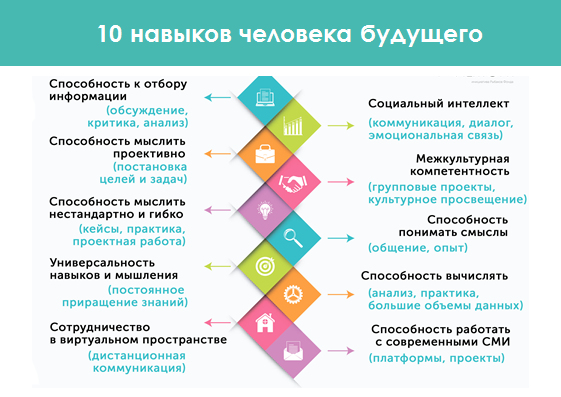 10 навыков человека будущего
Способность к отбору
информации
(обсуждение,
критика, анализ)
Социальный интеллект
(коммуникация, диалог,
эмоциональная связь)
Способность мыслить
проективно
(постановка
целей и задач)
Межкультурная
компетентность
(групповые проекты,
культурное просвещение)
Способность мыслить
нестандартно и гибко
(кейсы, практика,
проектная работа)
Способность
понимать смыслы
(общение, опыт)
Универсальность
навыков и мышления
(постоянное
приращение знаний)
Способность вычислять
(анализ, практика,
большие объемы данных)
Сотрудничество
в виртуальном пространстве
(дистанционная
коммуникация)
Способность работать
с современными СМИ
(платформы, проекты)